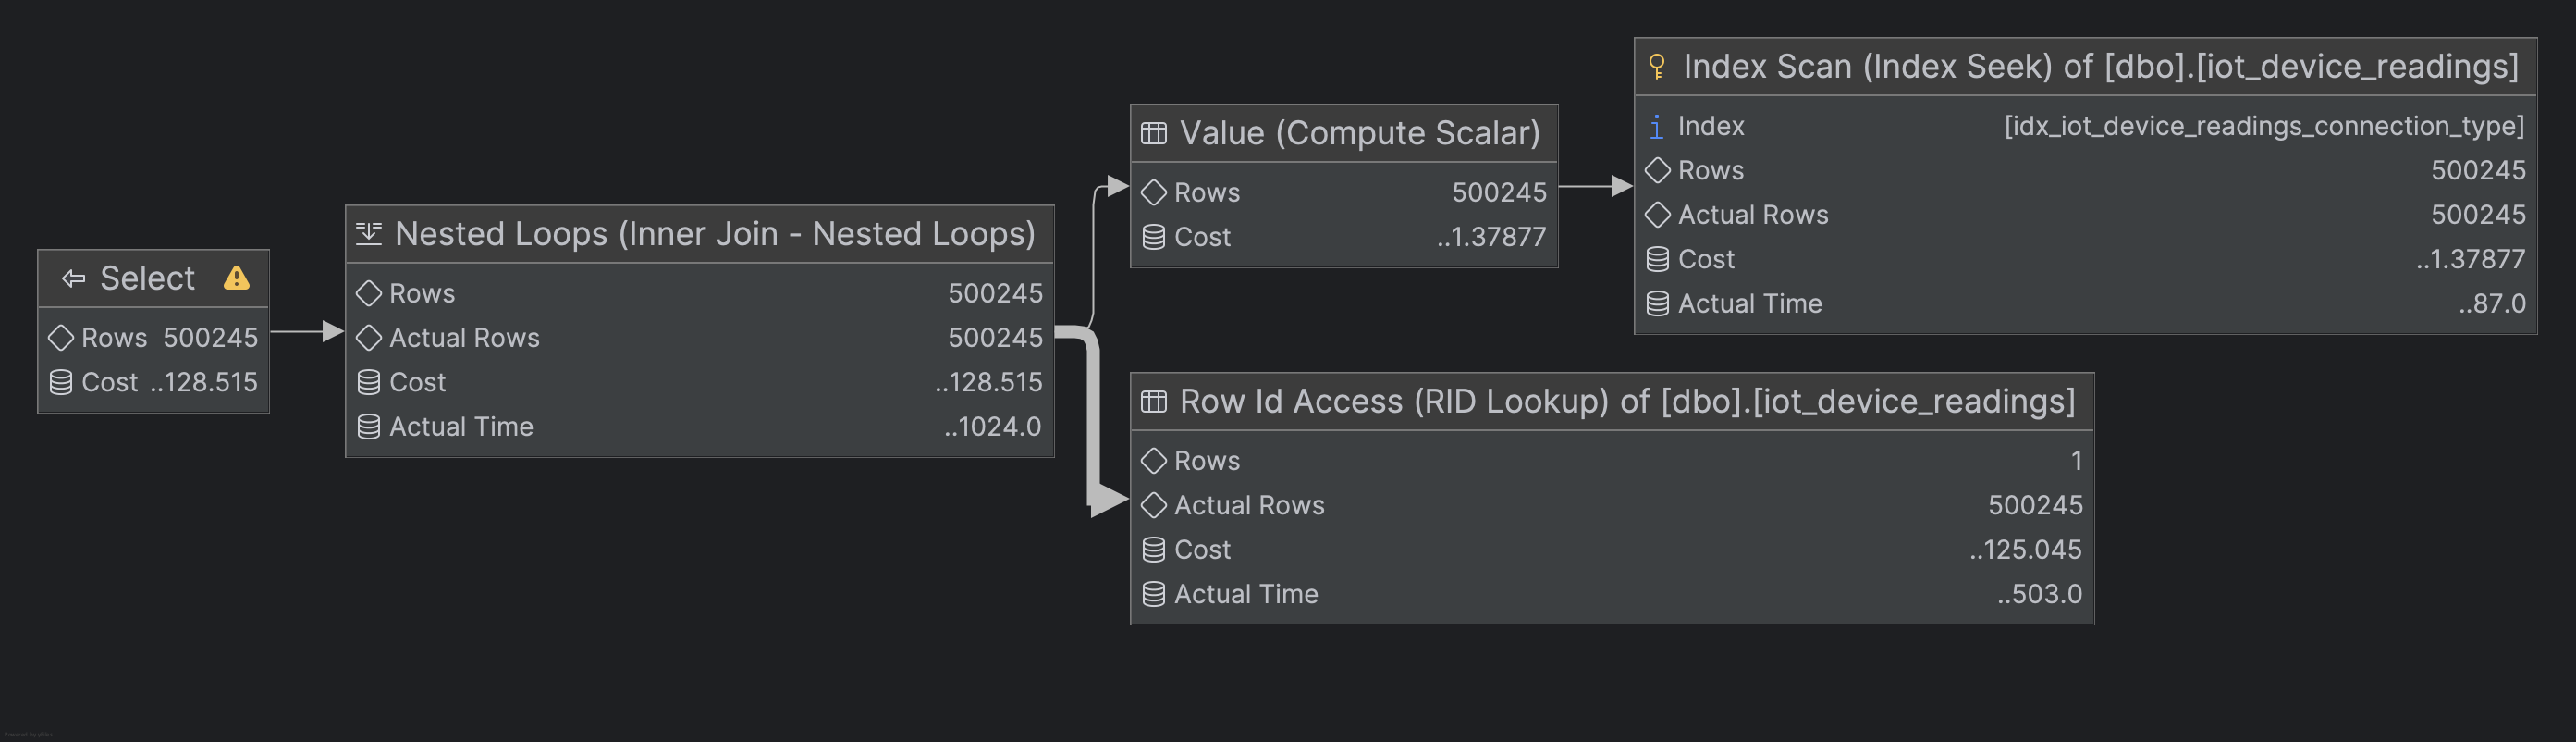 Select
Rows 500245
Cost ..128.515
Nested Loops (Inner Join - Nested Loops)
Rows 500245
Actual Rows 500245
Cost ..128.515
Actual Time ..1024.0
Value (Compute Scalar)
Rows 500245
Cost ..1.37877
Index Scan (Index Seek) of [dbo].[iot_device_readings]
Index [idx_iot_device_readings_connection_type]
Rows 500245
Actual Rows 500245
Cost ..1.37877
Actual Time ..87.0
Row Id Access (RID Lookup) of [dbo].[iot_device_readings]
Rows 1
Actual Rows 500245
Cost ..125.045
Actual Time ..503.0
Powered by yFiles